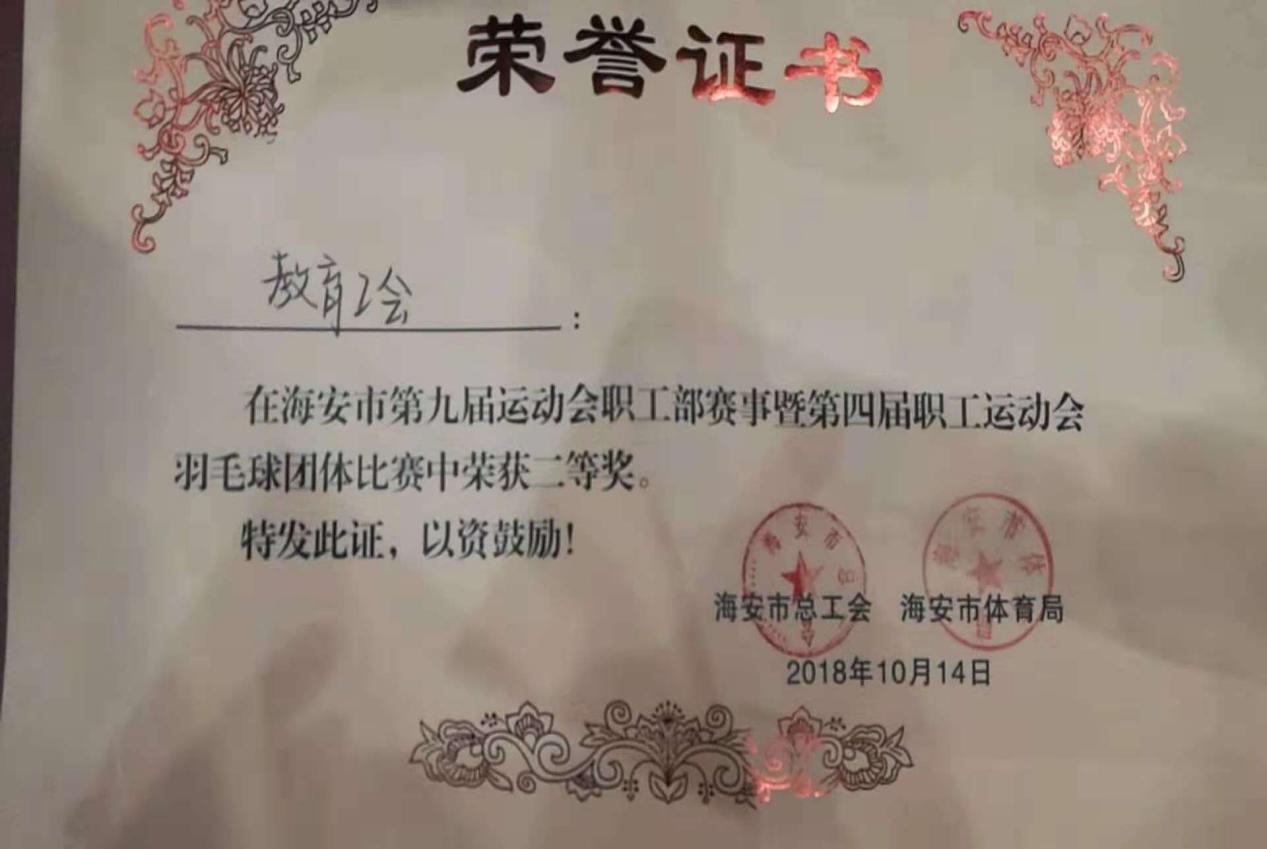 荣誉证书
教育工会：
在海安市第九届运动会职工部赛事暨第四届职工运动会
羽毛球团体比赛中荣获二等奖。
特发此证，以资鼓励！
海安市总工会 海安市体育局
2018年10月14日